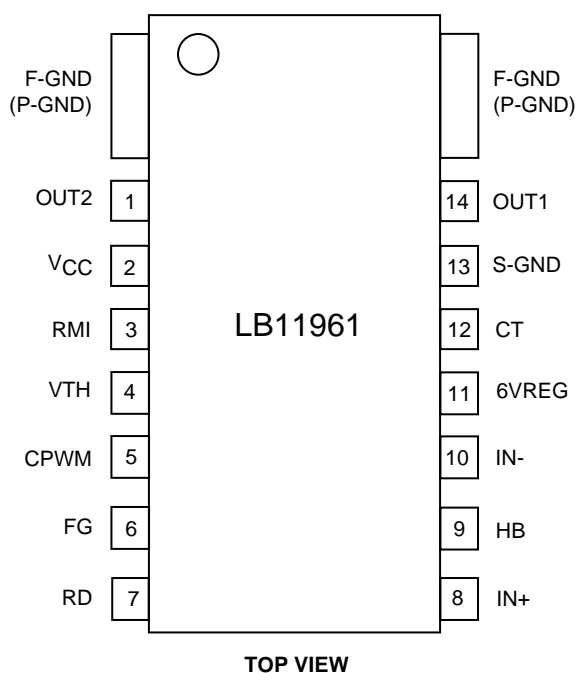 F-GND
(P-GND)
F-GND
(P-GND)
OUT2 1 14 OUT1
VCC 2 13 S-GND
RMI 3 LB11961 12 CT
VTH 4 11 6VREG
CPWM 5 10 IN-
FG 6 9 HB
RD 7 8 IN+
TOP VIEW